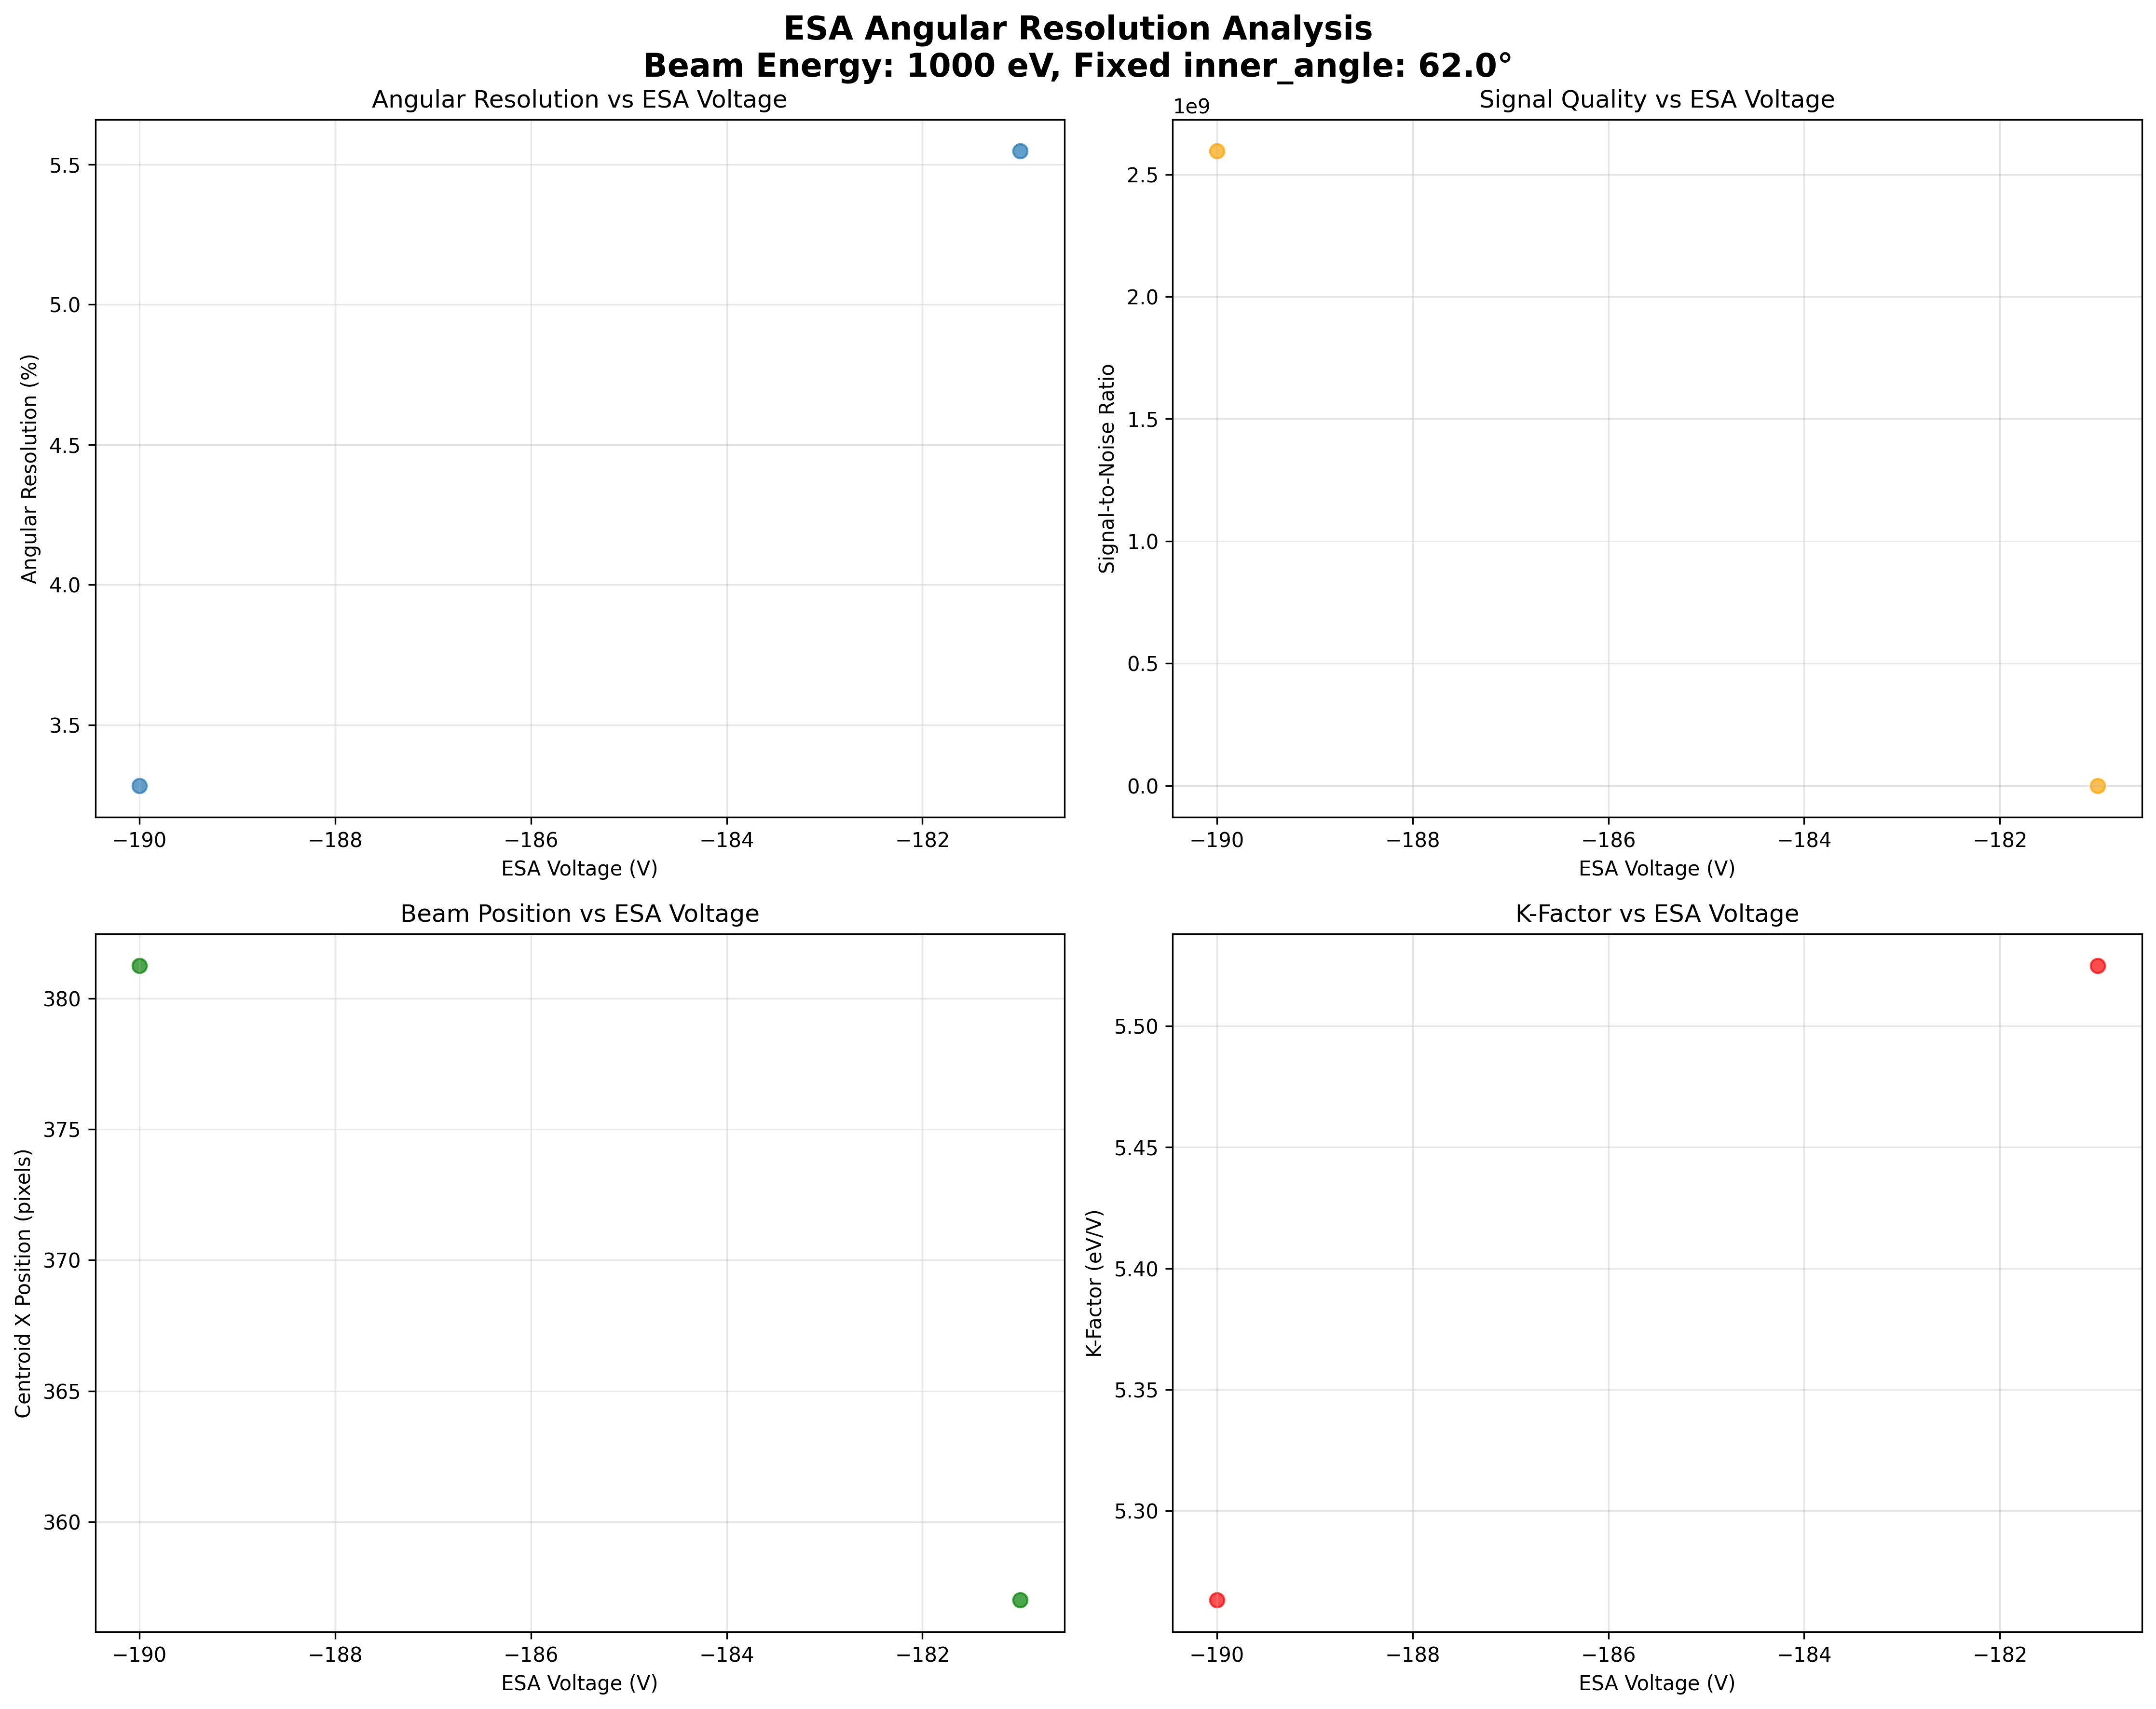 ESA Angular Resolution Analysis
Beam Energy: 1000 eV, Fixed inner_angle: 62.0°
Angular Resolution vs ESA Voltage
5.5
5.0
4.5
4.0
3.5
Angular Resolution (%)
−190
−188
−186
−184
−182
ESA Voltage (V)
Signal Quality vs ESA Voltage
1e9
2.5
2.0
1.5
1.0
0.5
0.0
Signal-to-Noise Ratio
−190
−188
−186
−184
−182
ESA Voltage (V)
Beam Position vs ESA Voltage
380
375
370
365
360
Centroid X Position (pixels)
−190
−188
−186
−184
−182
ESA Voltage (V)
K-Factor vs ESA Voltage
5.50
5.45
5.40
5.35
5.30
K-Factor (eV/V)
−190
−188
−186
−184
−182
ESA Voltage (V)